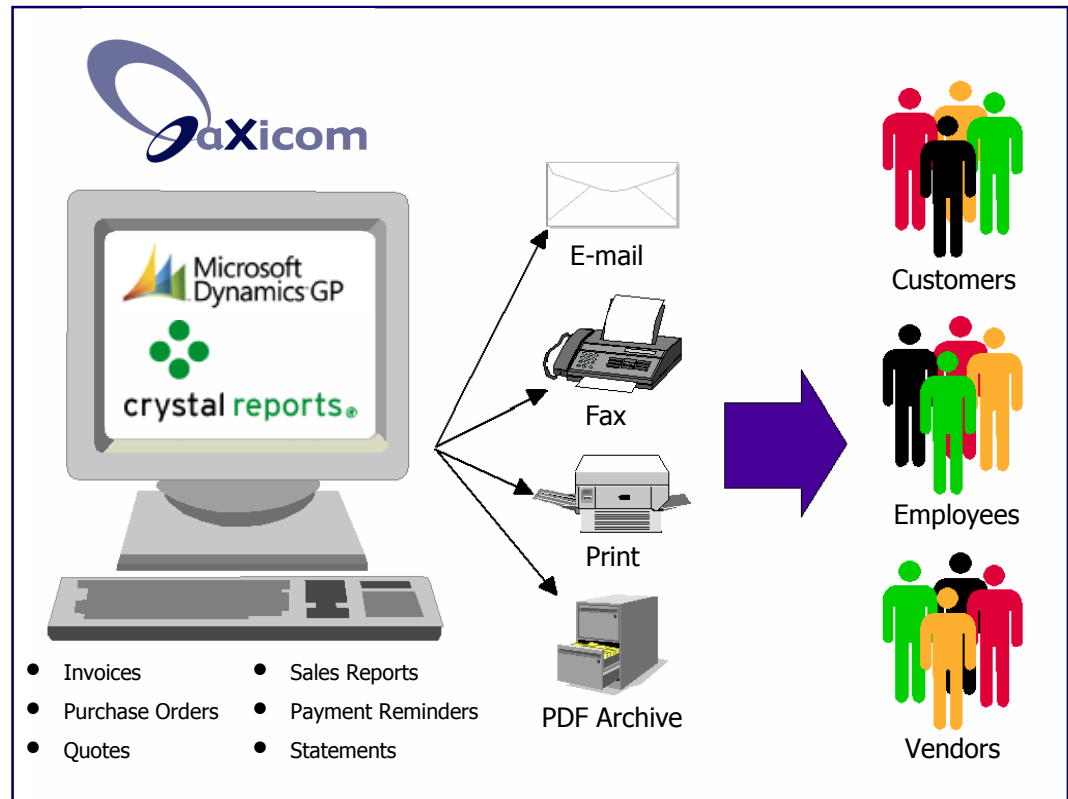 aXicom
Microsoft
Dynamics GP
crystal reports®
• Invoices
• Purchase Orders
• Quotes
• Sales Reports
• Payment Reminders
• Statements
E-mail
Fax
Print
PDF Archive
Customers
Employees
Vendors